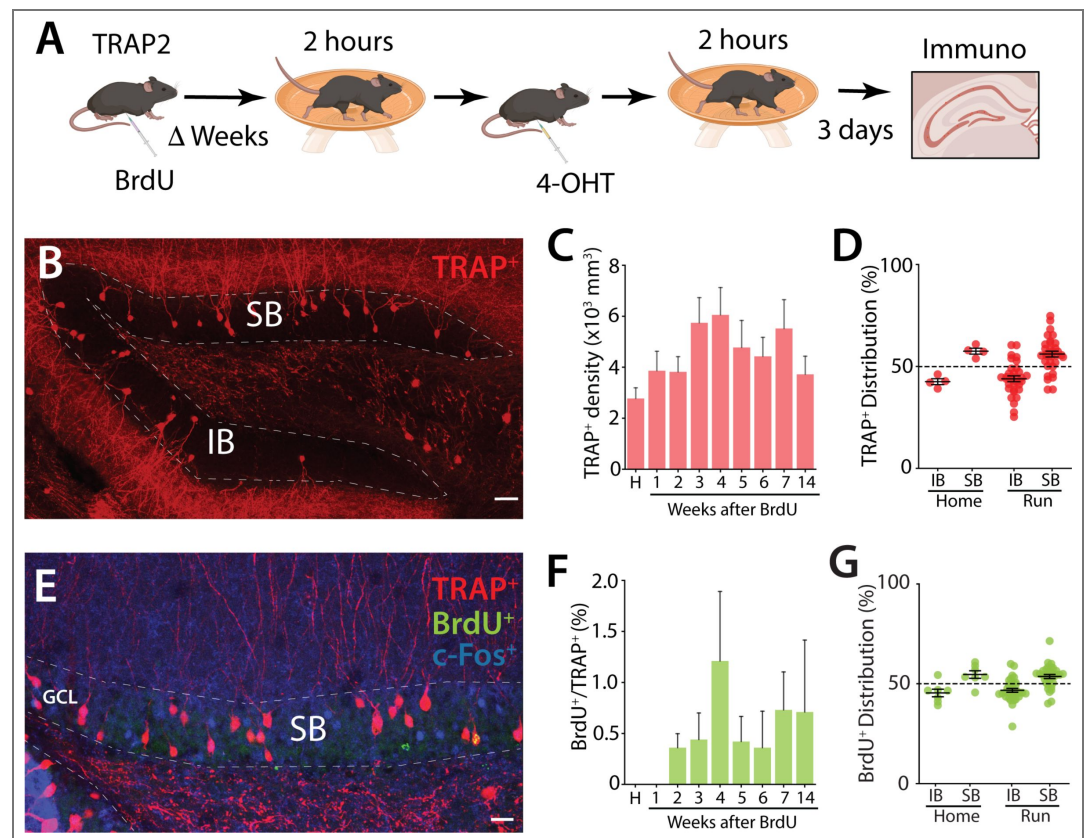 A
TRAP2
2 hours
2 hours
Immuno
Δ Weeks
3 days
BrdU
4-OHT
B
TRAP⁺
SB
IB
C
TRAP⁺ density (x10³ mm³)
8
6
4
2
0
H 1 2 3 4 5 6 7 14
Weeks after BrdU
D
TRAP⁺ Distribution (%)
100
50
0
IB SB IB SB
Home Run
E
TRAP⁺
BrdU⁺
c-Fos⁺
GCL
SB
F
BrdU⁺/TRAP⁺ (%)
2.0
1.5
1.0
0.5
0.0
H 1 2 3 4 5 6 7 14
Weeks after BrdU
G
BrdU⁺ Distribution (%)
100
50
0
IB SB IB SB
Home Run